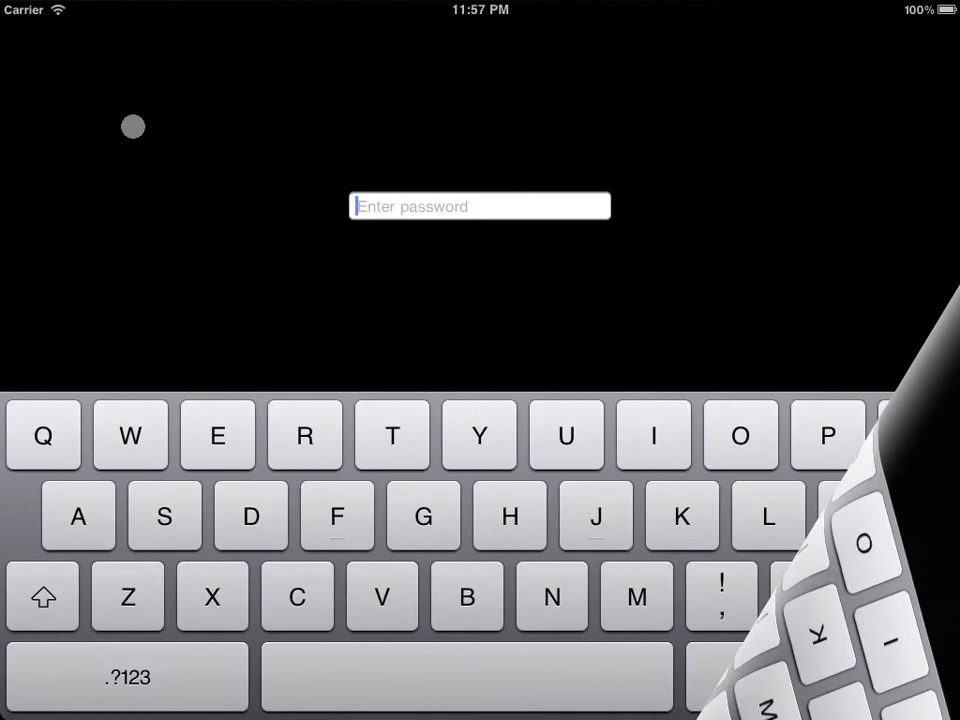 Carrier 11:57 PM 100%
Enter password
Q W E R T Y U I O P
A S D F G H J K L
Z X C V B N M ! ,
.?123
O
K I
M